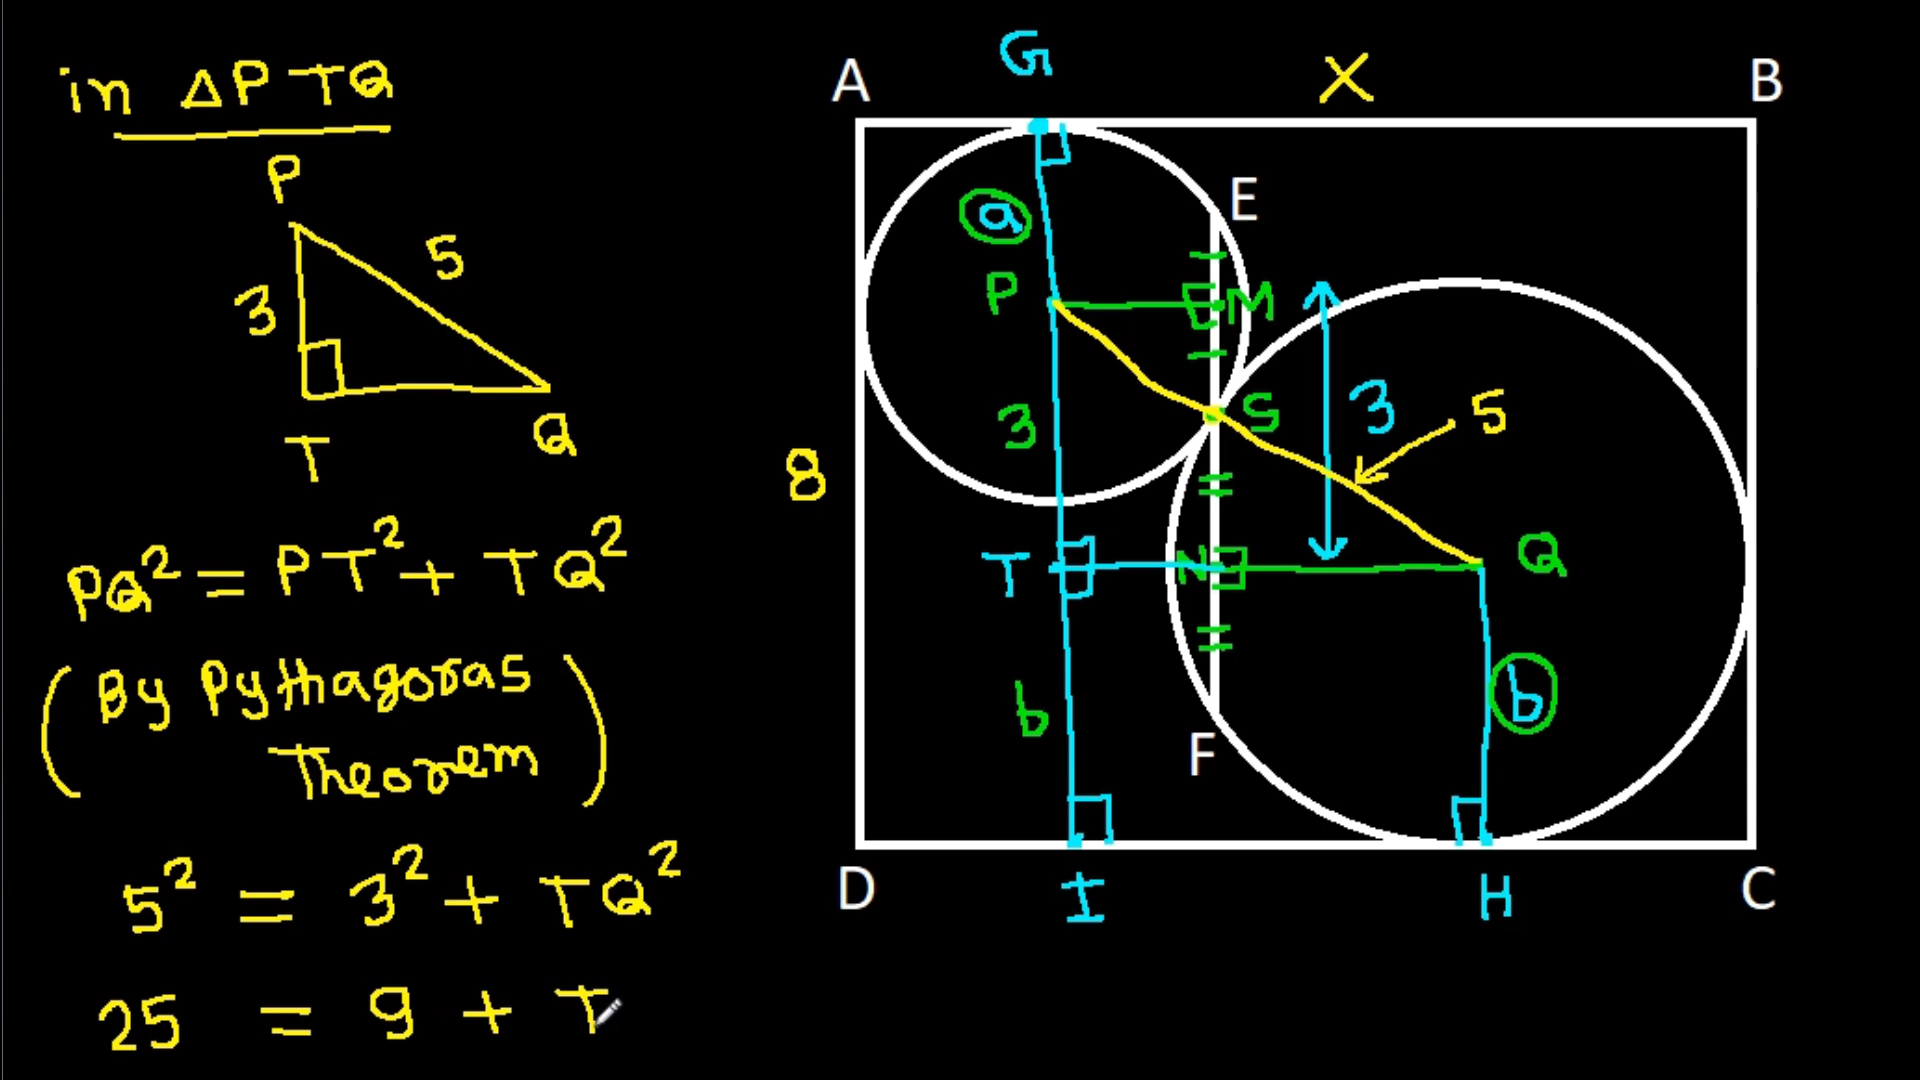 in ΔPTQ
P
5
3
T
Q
PQ² = PT² + TQ²
(By Pythagoras
Theorem)
5² = 3² + TQ²
25 = 9 + T
G
A
X
B
a
E
P
M
3
S
3
5
8
T
N
Q
b
b
F
D
I
H
C